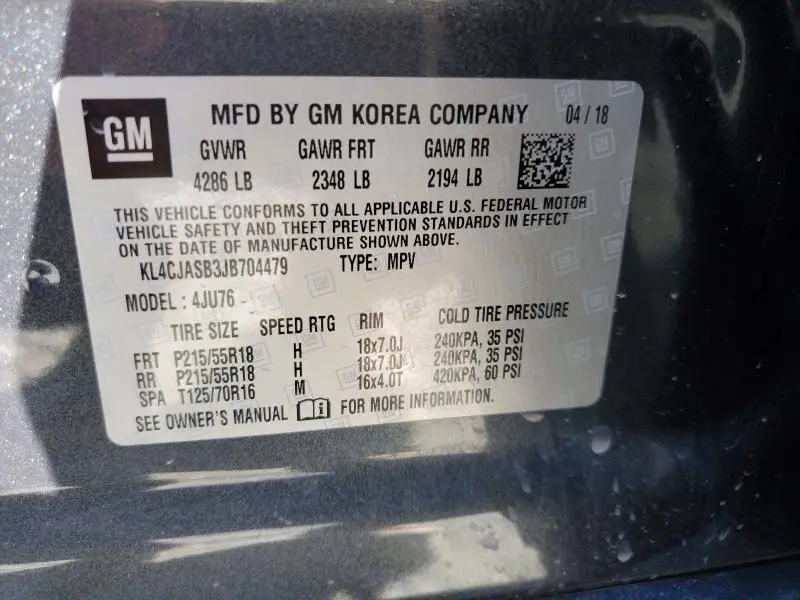 GM
MFD BY GM KOREA COMPANY 04 / 18
GVWR GAWR FRT GAWR RR
4286 LB 2348 LB 2194 LB
THIS VEHICLE CONFORMS TO ALL APPLICABLE U.S. FEDERAL MOTOR
VEHICLE SAFETY AND THEFT PREVENTION STANDARDS IN EFFECT
ON THE DATE OF MANUFACTURE SHOWN ABOVE.
KL4CJASB3JB704479 TYPE: MPV
MODEL : 4JU76 -
TIRE SIZE SPEED RTG RIM COLD TIRE PRESSURE
FRT P215/55R18 H 18x7.0J 240KPA, 35 PSI
RR P215/55R18 H 18x7.0J 240KPA, 35 PSI
SPA T125/70R16 M 16x4.0T 420KPA, 60 PSI
SEE OWNER'S MANUAL FOR MORE INFORMATION.